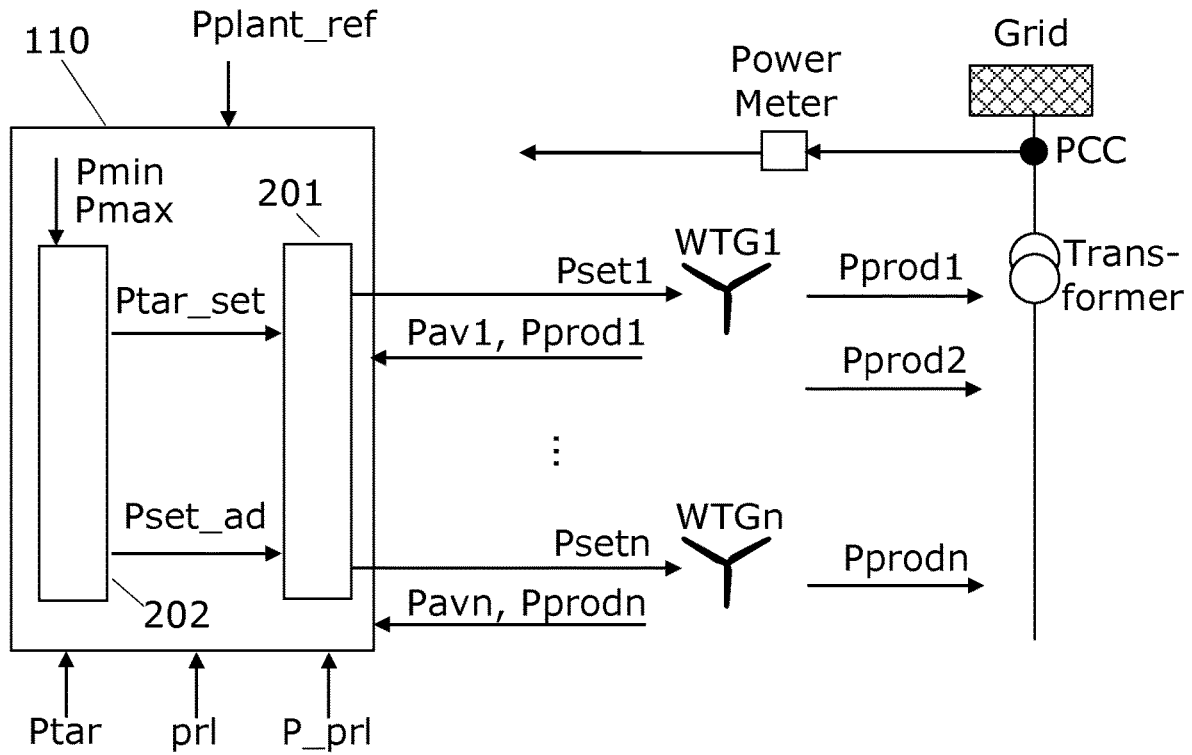 110
Pplant_ref
Grid
Power
Meter
PCC
Pmin
Pmax
201
WTG1
Pset1
Pprod1
Trans-
former
Ptar_set
Pav1, Pprod1
Pprod2
...
Pset_ad
WTGn
Psetn
Pprodn
Pavn, Pprodn
202
Ptar
prl
P_prl